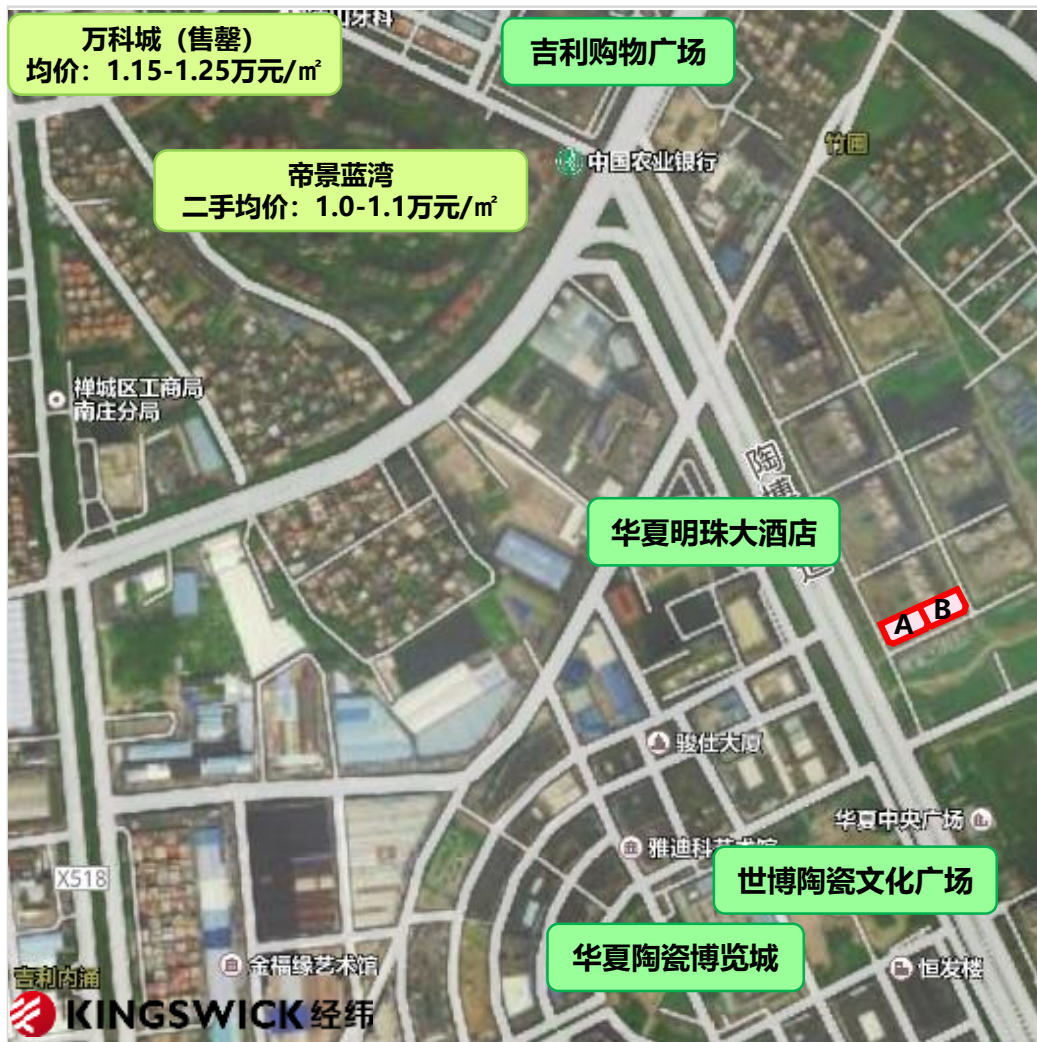 万科城（售罄）
均价：1.15-1.25万元/㎡
吉利购物广场
中国农业银行
竹园
帝景蓝湾
二手均价：1.0-1.1万元/㎡
禅城区工商局
南庄分局
陶博
华夏明珠大酒店
A B
骏仕大厦
华夏中央广场
雅迪科艺术馆
世博陶瓷文化广场
X518
华夏陶瓷博览城
金福缘艺术馆
恒发楼
吉利内涌
KINGSWICK 经纬